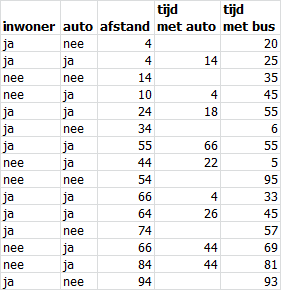 tijd tijd
inwoner auto afstand met auto met bus
ja nee 4 20
ja ja 4 14 25
nee nee 14 35
nee ja 10 4 45
ja ja 24 18 55
ja nee 34 6
ja ja 55 66 55
nee ja 44 22 5
nee nee 54 95
ja ja 66 4 33
ja ja 64 26 45
ja nee 74 57
nee ja 66 44 69
nee ja 84 44 81
ja nee 94 93